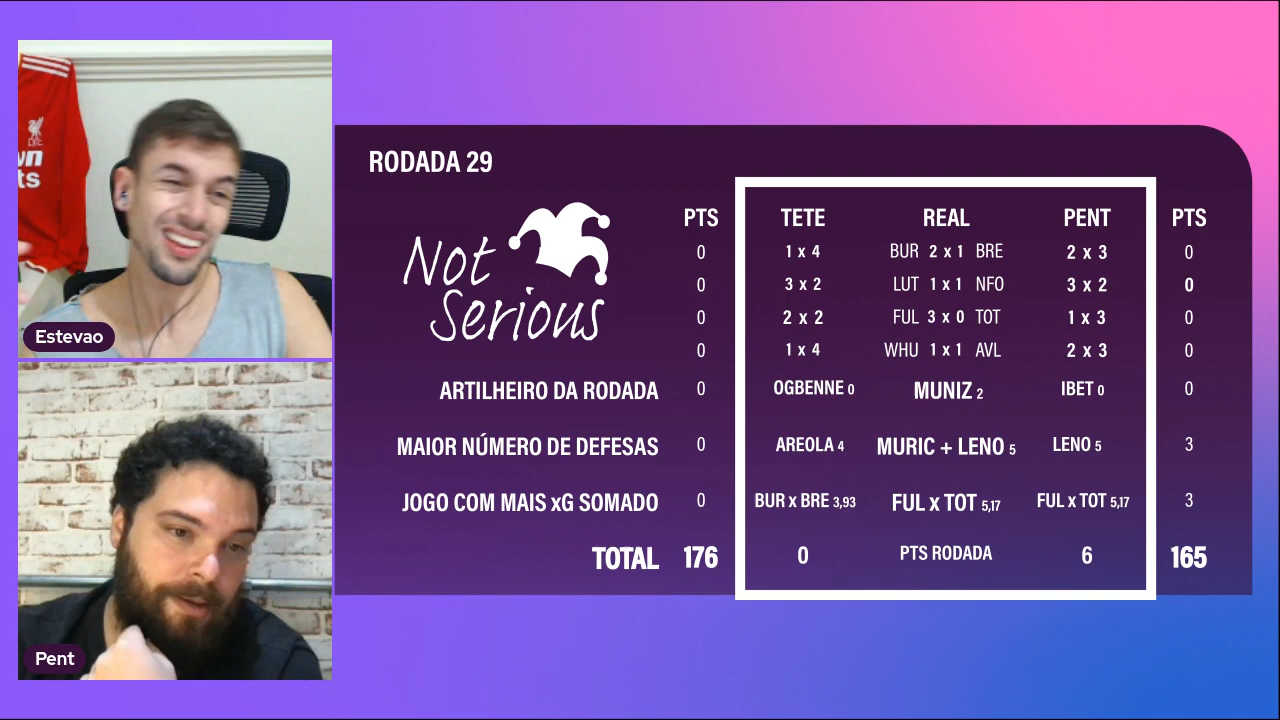 RODADA 29
Not
Serious
PTS TETE REAL PENT PTS
0 1 x 4 BUR 2 x 1 BRE 2 x 3 0
0 3 x 2 LUT 1 x 1 NFO 3 x 2 0
0 2 x 2 FUL 3 x 0 TOT 1 x 3 0
0 1 x 4 WHU 1 x 1 AVL 2 x 3 0
ARTILHEIRO DA RODADA 0 OGBENNE 0 MUNIZ 2 IBET 0 0
MAIOR NÚMERO DE DEFESAS 0 AREOLA 4 MURIC + LENO 5 LENO 5 3
JOGO COM MAIS xG SOMADO 0 BUR x BRE 3,93 FUL x TOT 5,17 FUL x TOT 5,17 3
TOTAL 176 0 PTS RODADA 6 165
L.F.C.
wn
ts
Estevao
Pent